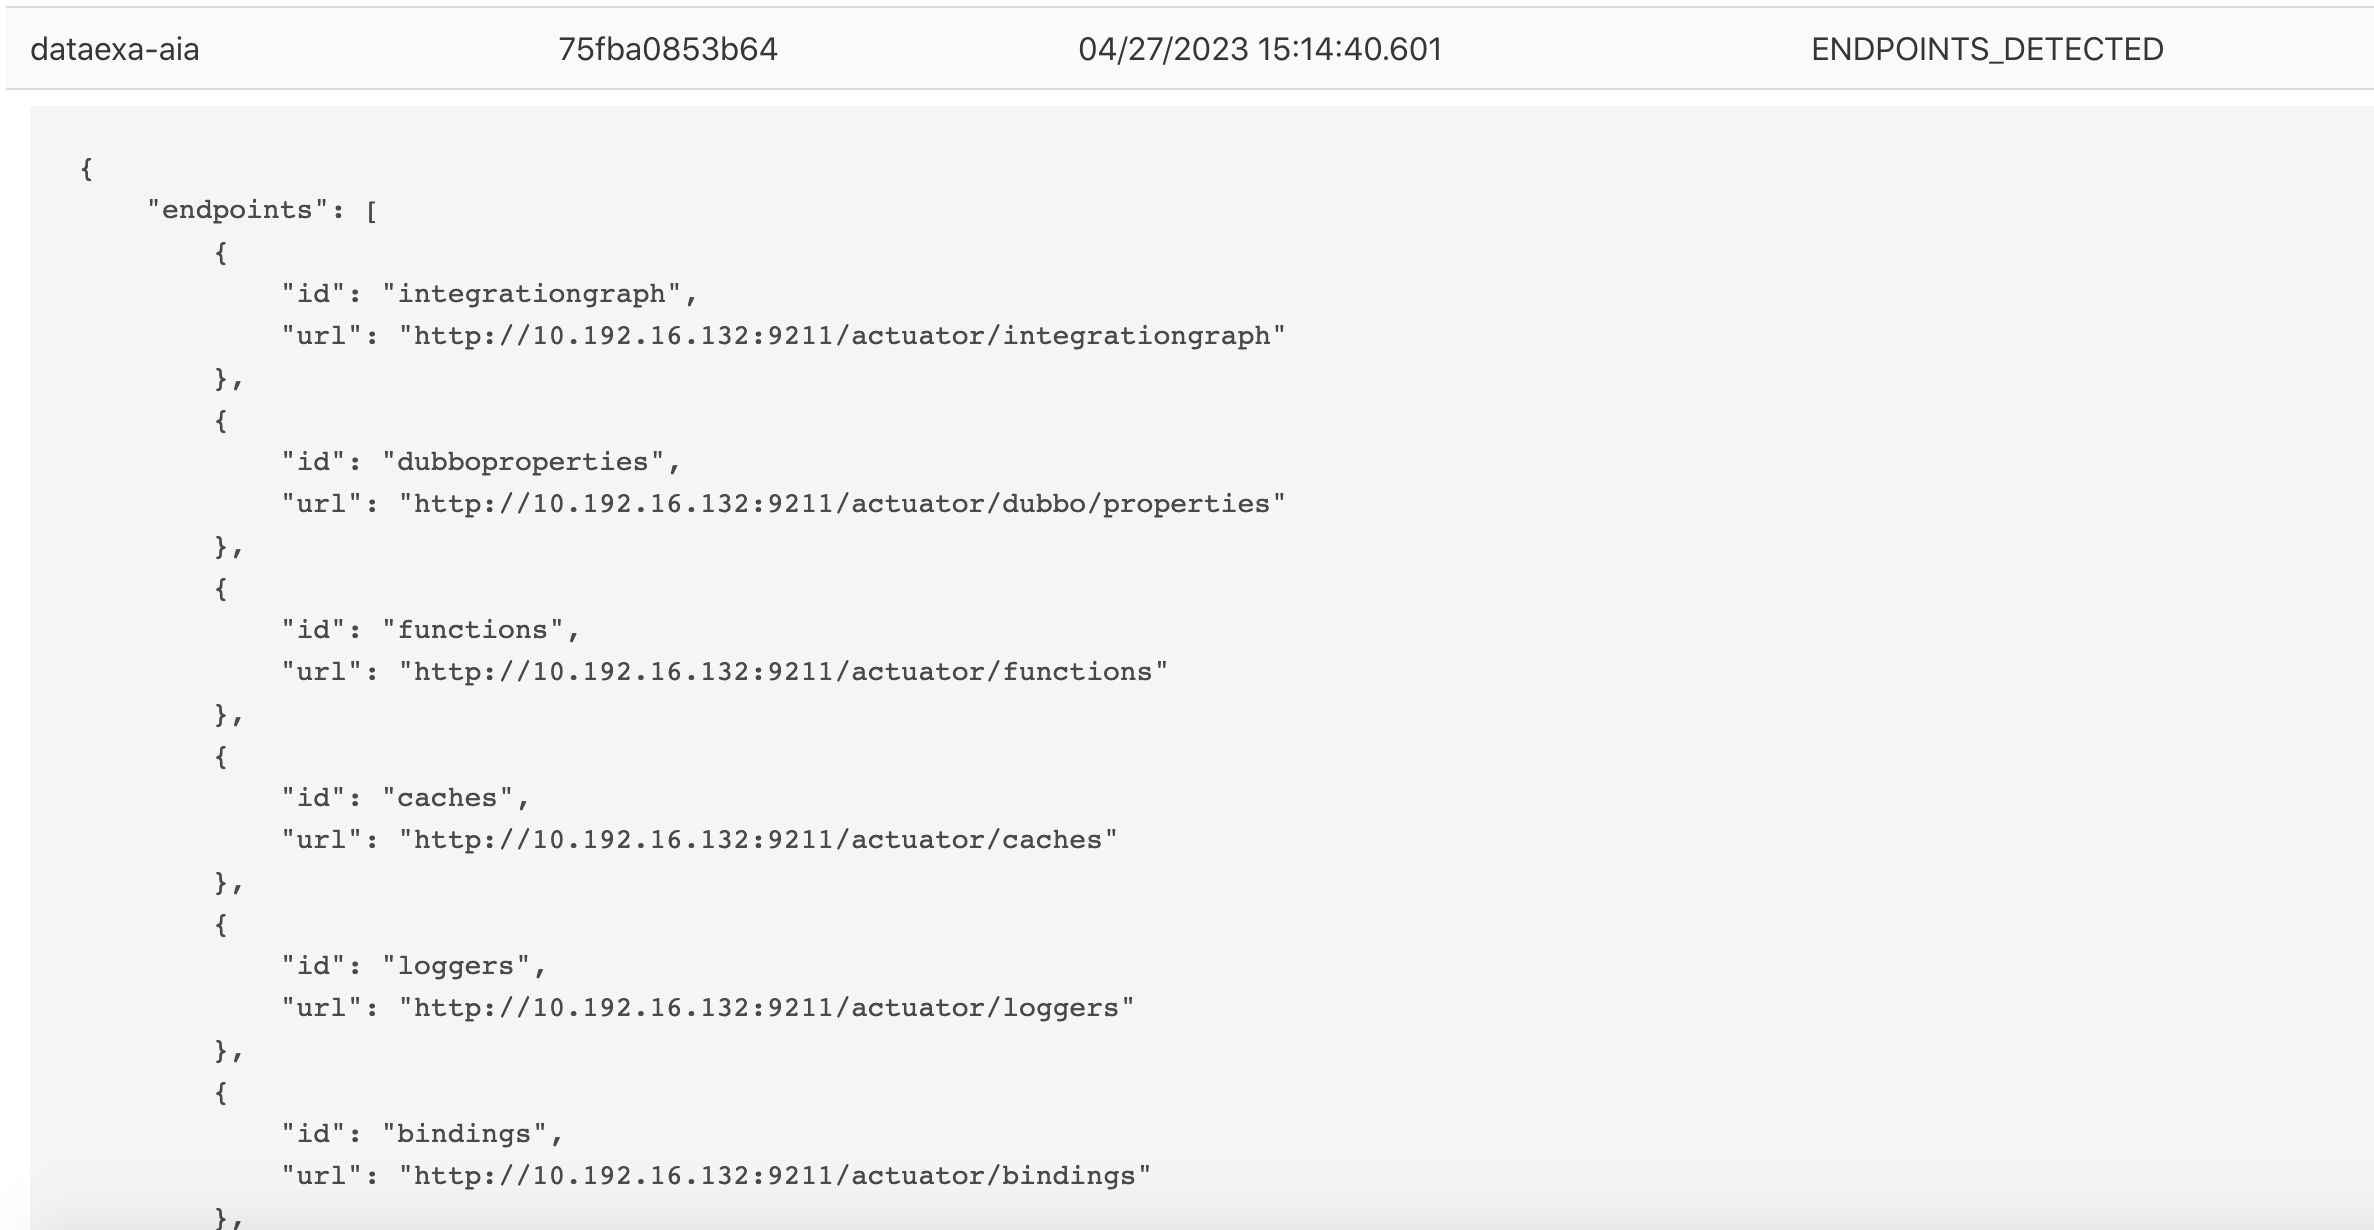 dataexa-aia 75fba0853b64 04/27/2023 15:14:40.601 ENDPOINTS_DETECTED
{
"endpoints": [
{
"id": "integrationgraph",
"url": "http://10.192.16.132:9211/actuator/integrationgraph"
},
{
"id": "dubboproperties",
"url": "http://10.192.16.132:9211/actuator/dubbo/properties"
},
{
"id": "functions",
"url": "http://10.192.16.132:9211/actuator/functions"
},
{
"id": "caches",
"url": "http://10.192.16.132:9211/actuator/caches"
},
{
"id": "loggers",
"url": "http://10.192.16.132:9211/actuator/loggers"
},
{
"id": "bindings",
"url": "http://10.192.16.132:9211/actuator/bindings"
},